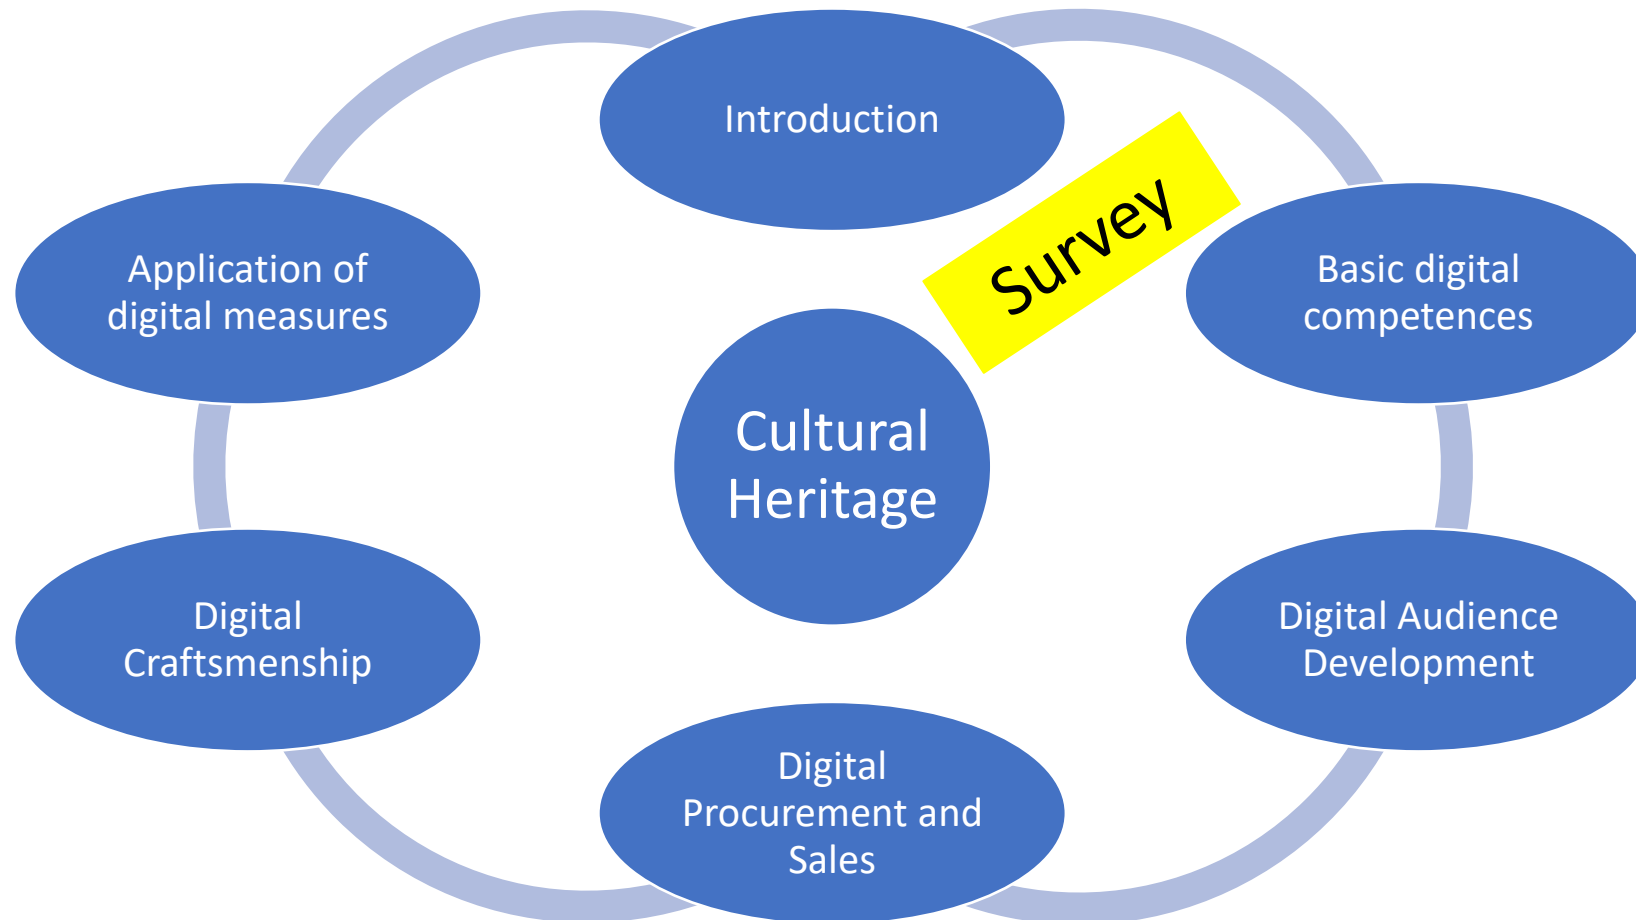 Introduction
Survey
Basic digital
competences
Digital Audience
Development
Digital
Procurement and
Sales
Digital
Craftsmenship
Application of
digital measures
Cultural
Heritage